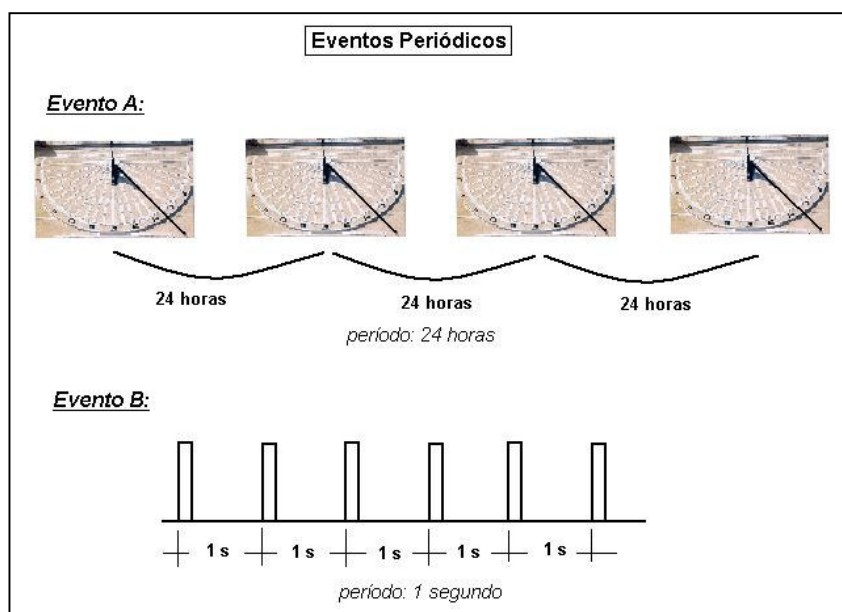 Eventos Periódicos
Evento A:
24 horas
24 horas
24 horas
período: 24 horas
Evento B:
1 s
1 s
1 s
1 s
1 s
período: 1 segundo